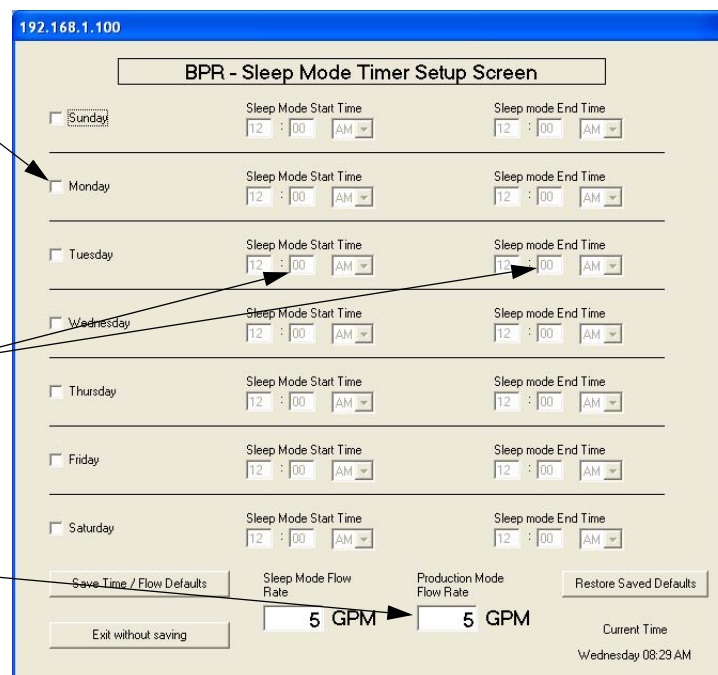 192.168.1.100
BPR - Sleep Mode Timer Setup Screen
Sunday
Sleep Mode Start Time
12 : 00 AM
Sleep mode End Time
12 : 00 AM
Monday
Sleep Mode Start Time
12 : 00 AM
Sleep mode End Time
12 : 00 AM
Tuesday
Sleep Mode Start Time
12 : 00 AM
Sleep mode End Time
12 : 00 AM
Wednesday
Sleep Mode Start Time
12 : 00 AM
Sleep mode End Time
12 : 00 AM
Thursday
Sleep Mode Start Time
12 : 00 AM
Sleep mode End Time
12 : 00 AM
Friday
Sleep Mode Start Time
12 : 00 AM
Sleep mode End Time
12 : 00 AM
Saturday
Sleep Mode Start Time
12 : 00 AM
Sleep mode End Time
12 : 00 AM
Save Time / Flow Defaults
Exit without saving
Sleep Mode Flow
Rate
5 GPM
Production Mode
Flow Rate
5 GPM
Restore Saved Defaults
Current Time
Wednesday 08:29 AM